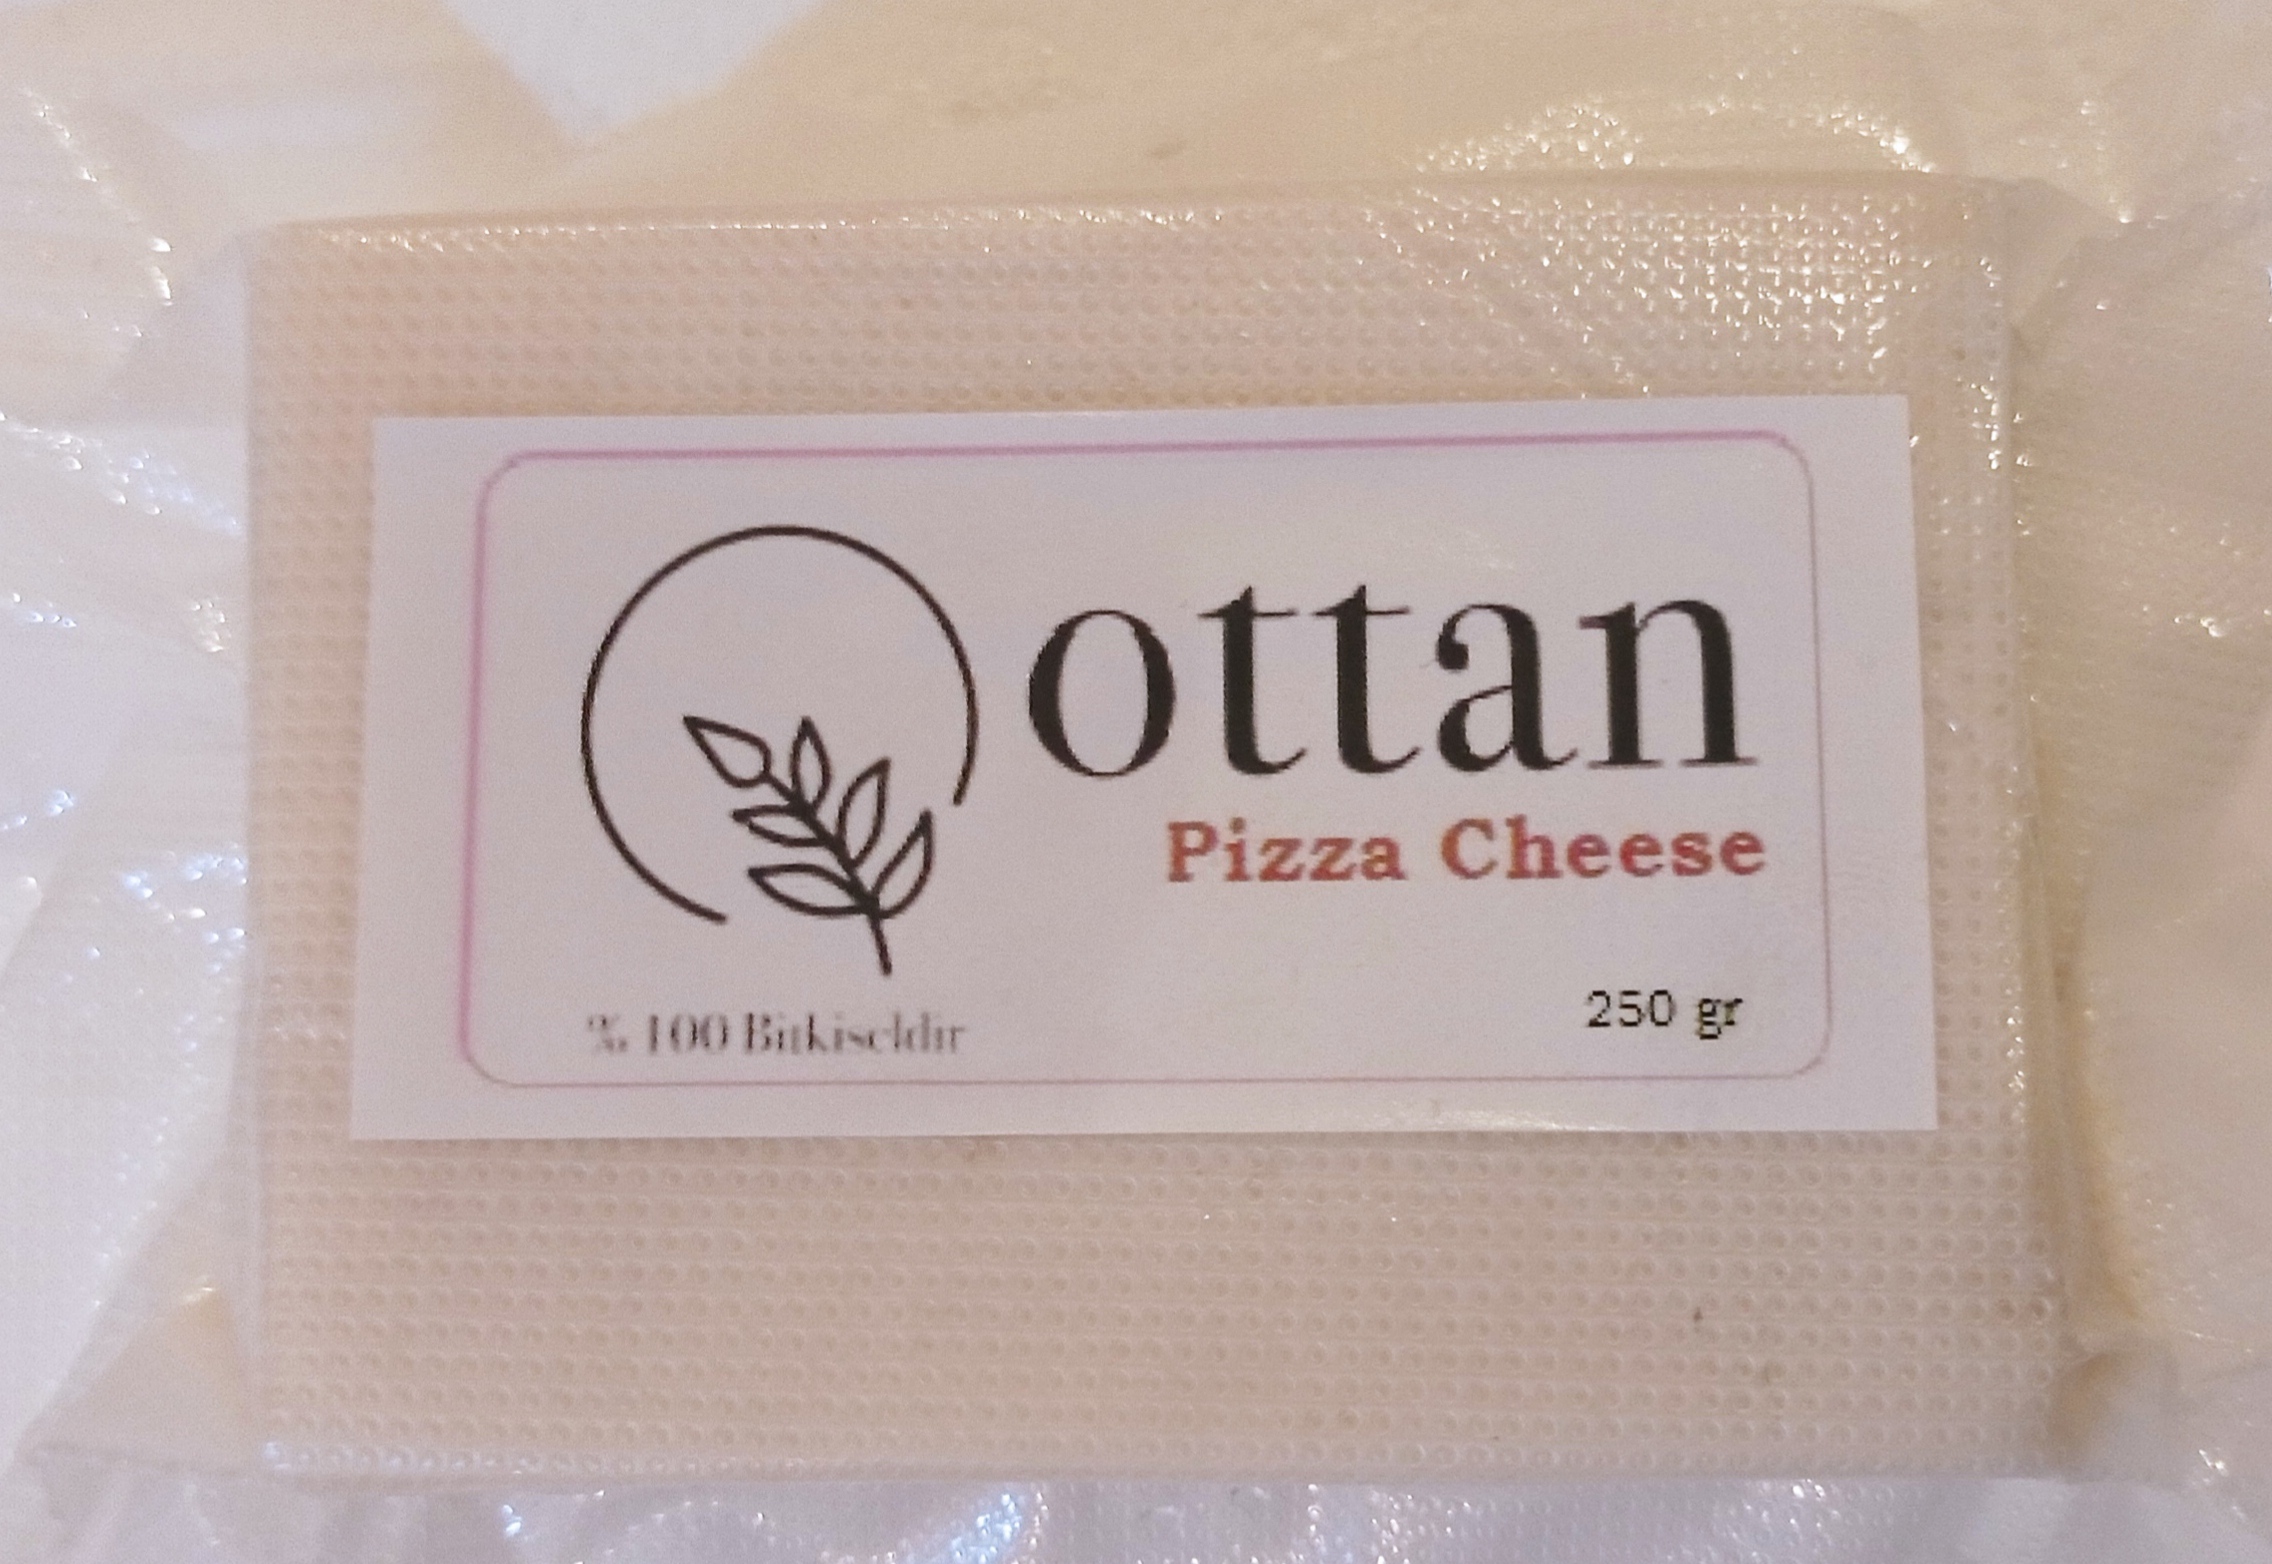 ottan
Pizza Cheese
250 gr
% 100 Bitkiseldir